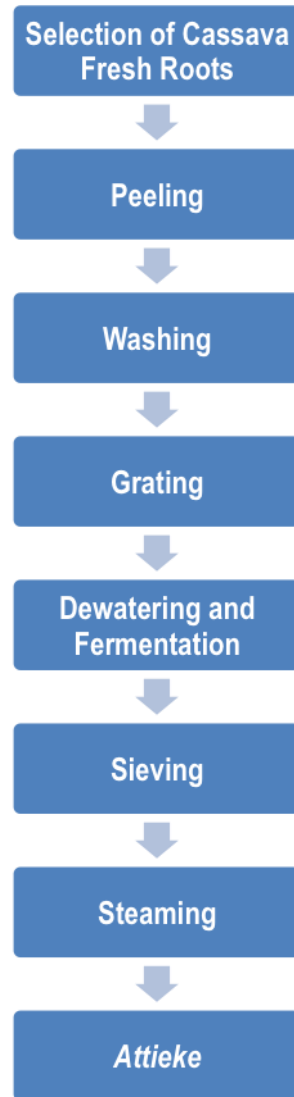 Selection of Cassava
Fresh Roots
Peeling
Washing
Grating
Dewatering and
Fermentation
Sieving
Steaming
Attieke